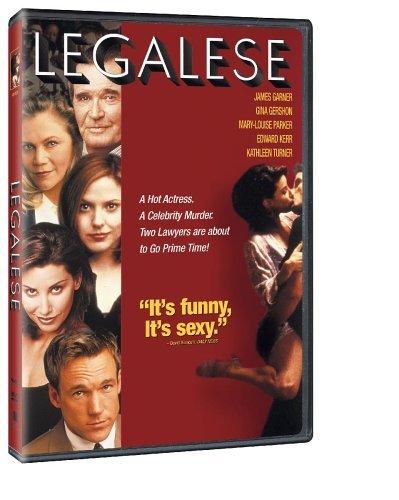 LEGALESE
JAMES GARNER
GINA GERSHON
MARY-LOUISE PARKER
EDWARD KERR
KATHLEEN TURNER
A Hot Actress.
A Celebrity Murder.
Two Lawyers are about
to Go Prime Time!
"It's funny,
It's sexy."
LEGALESE